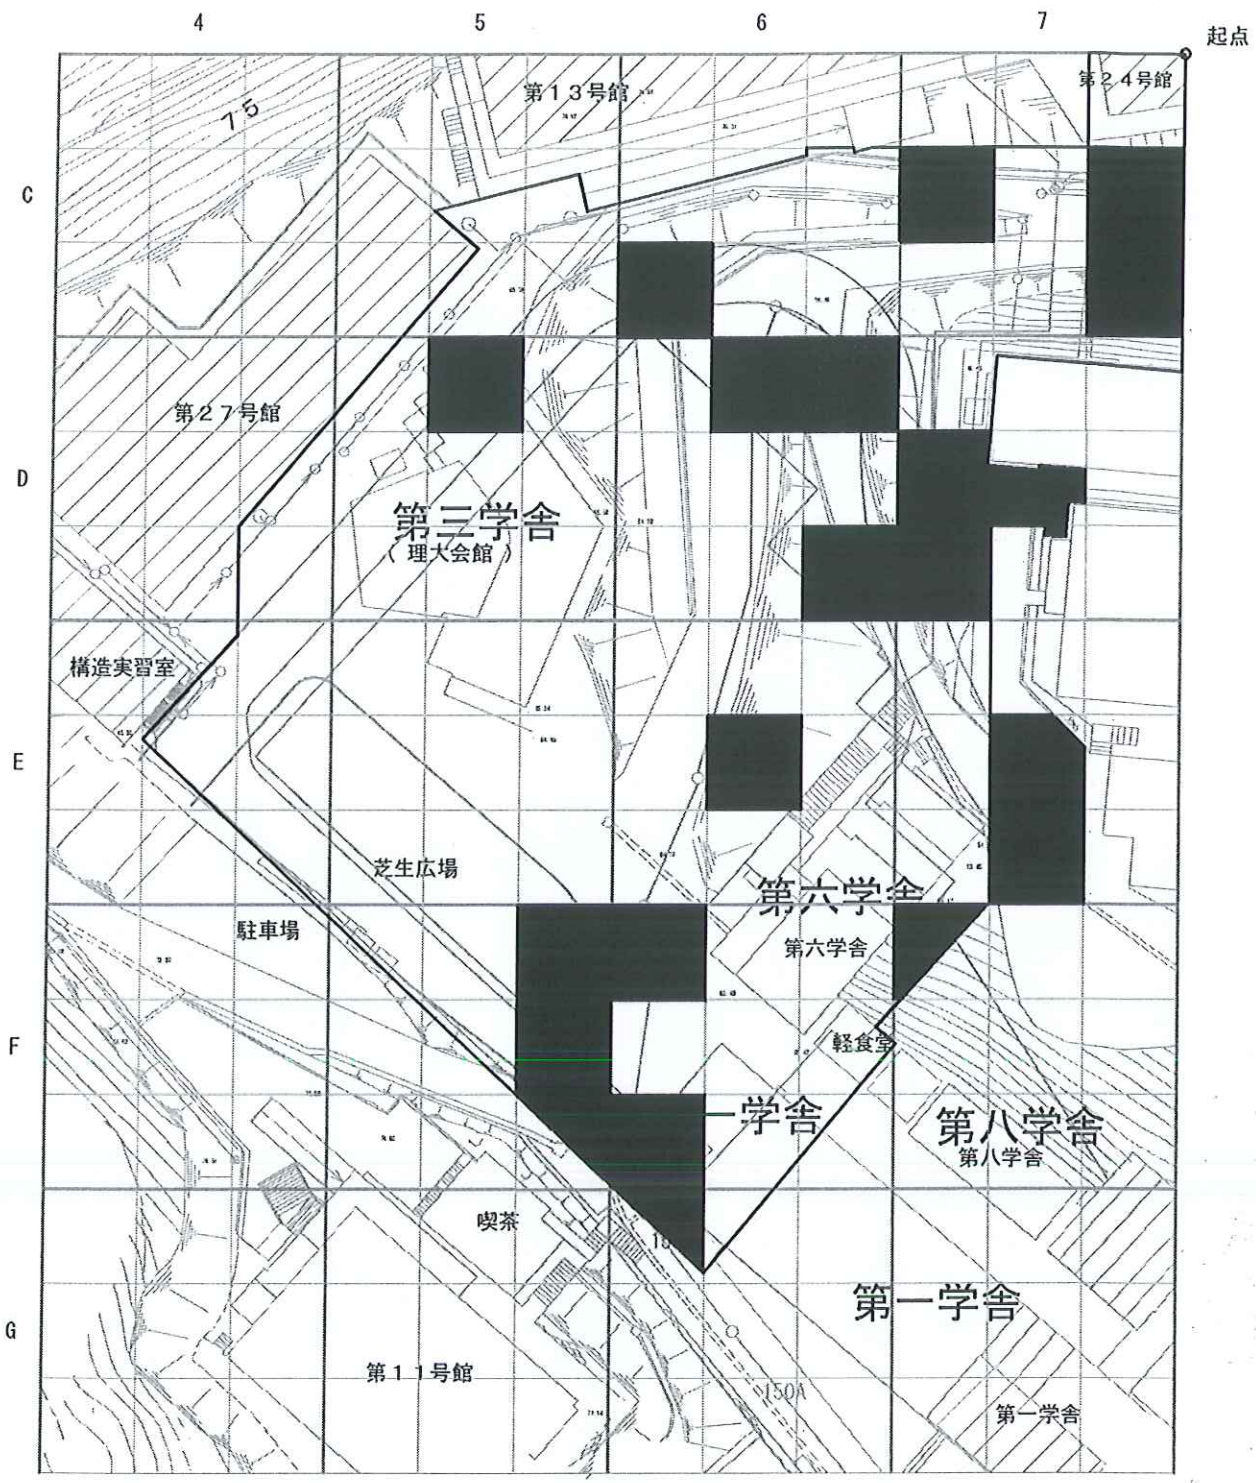 4 5 6 7
起点
第13号館
第24号館
75
C
第27号館
D
第三学舎
( 理大会館 )
構造実習室
E
芝生広場
第六学舎
駐車場
第六学舎
F
軽食堂
一学舎
第八学舎
第八学舎
喫茶
第一学舎
G
第11号館
150A
第一学舎